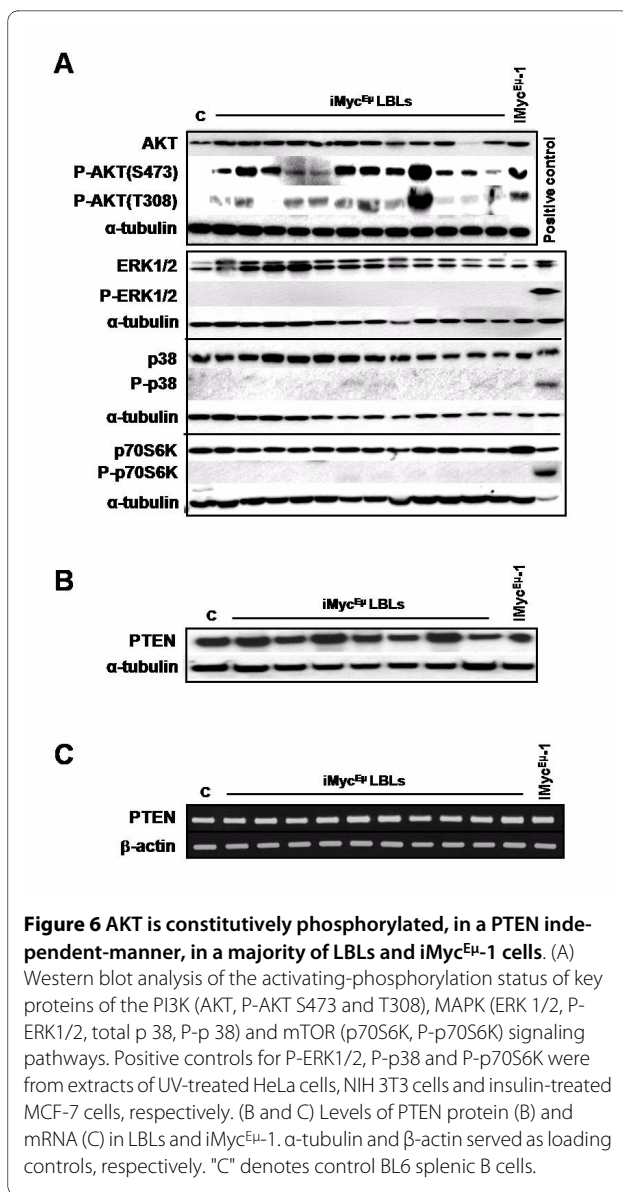 A
iMycEμ LBLs
C
iMycEμ-1
AKT
P-AKT(S473)
P-AKT(T308)
α-tubulin
Positive control
ERK1/2
P-ERK1/2
α-tubulin
p38
P-p38
α-tubulin
p70S6K
P-p70S6K
α-tubulin
B
iMycEμ LBLs
C
iMycEμ-1
PTEN
α-tubulin
C
iMycEμ LBLs
C
iMycEμ-1
PTEN
β-actin
Figure 6 AKT is constitutively phosphorylated, in a PTEN inde-
pendent-manner, in a majority of LBLs and iMycEμ-1 cells. (A)
Western blot analysis of the activating-phosphorylation status of key
proteins of the PI3K (AKT, P-AKT S473 and T308), MAPK (ERK 1/2, P-
ERK1/2, total p 38, P-p 38) and mTOR (p70S6K, P-p70S6K) signaling
pathways. Positive controls for P-ERK1/2, P-p38 and P-p70S6K were
from extracts of UV-treated HeLa cells, NIH 3T3 cells and insulin-treated
MCF-7 cells, respectively. (B and C) Levels of PTEN protein (B) and
mRNA (C) in LBLs and iMycEμ-1. α-tubulin and β-actin served as loading
controls, respectively. "C" denotes control BL6 splenic B cells.